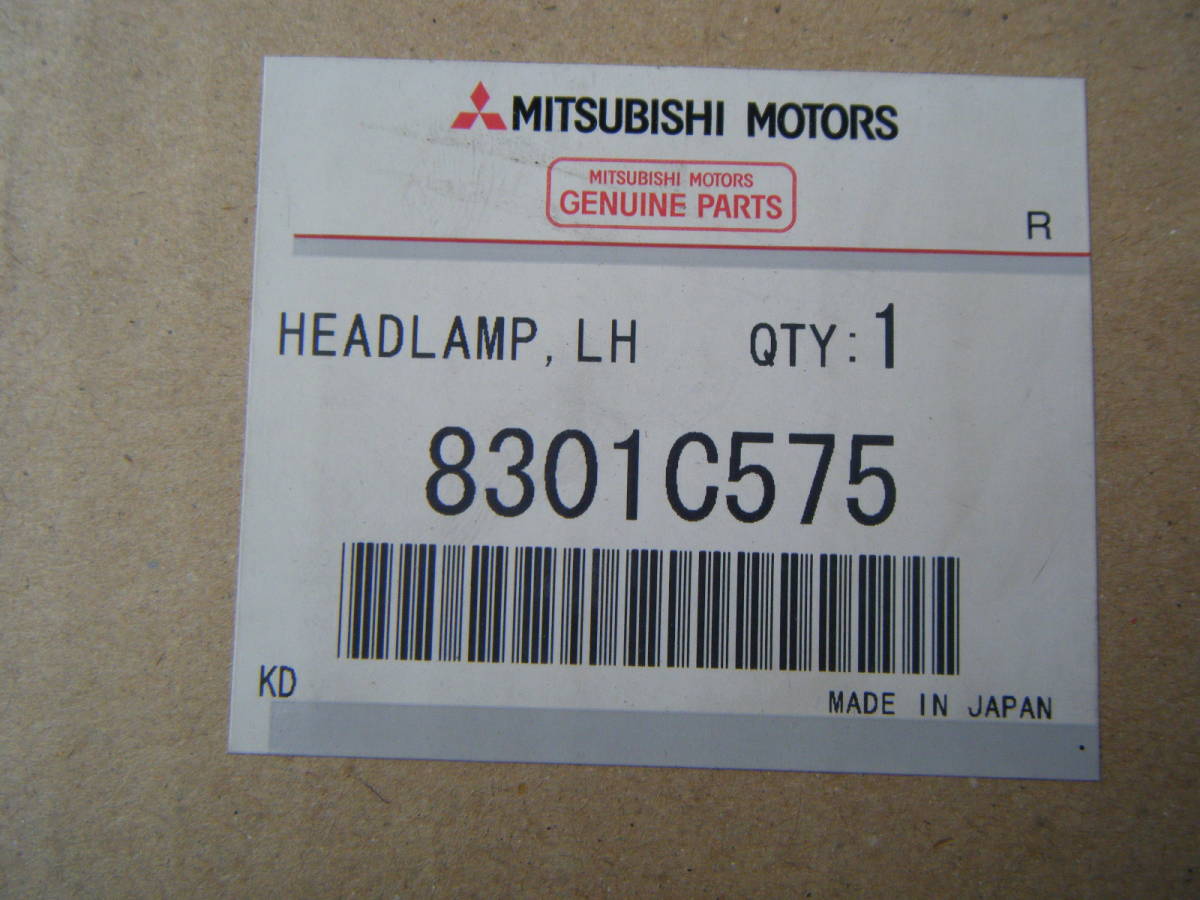 MITSUBISHI MOTORS
MITSUBISHI MOTORS
GENUINE PARTS
R
HEADLAMP, LH QTY:1
8301C575
KD
MADE IN JAPAN